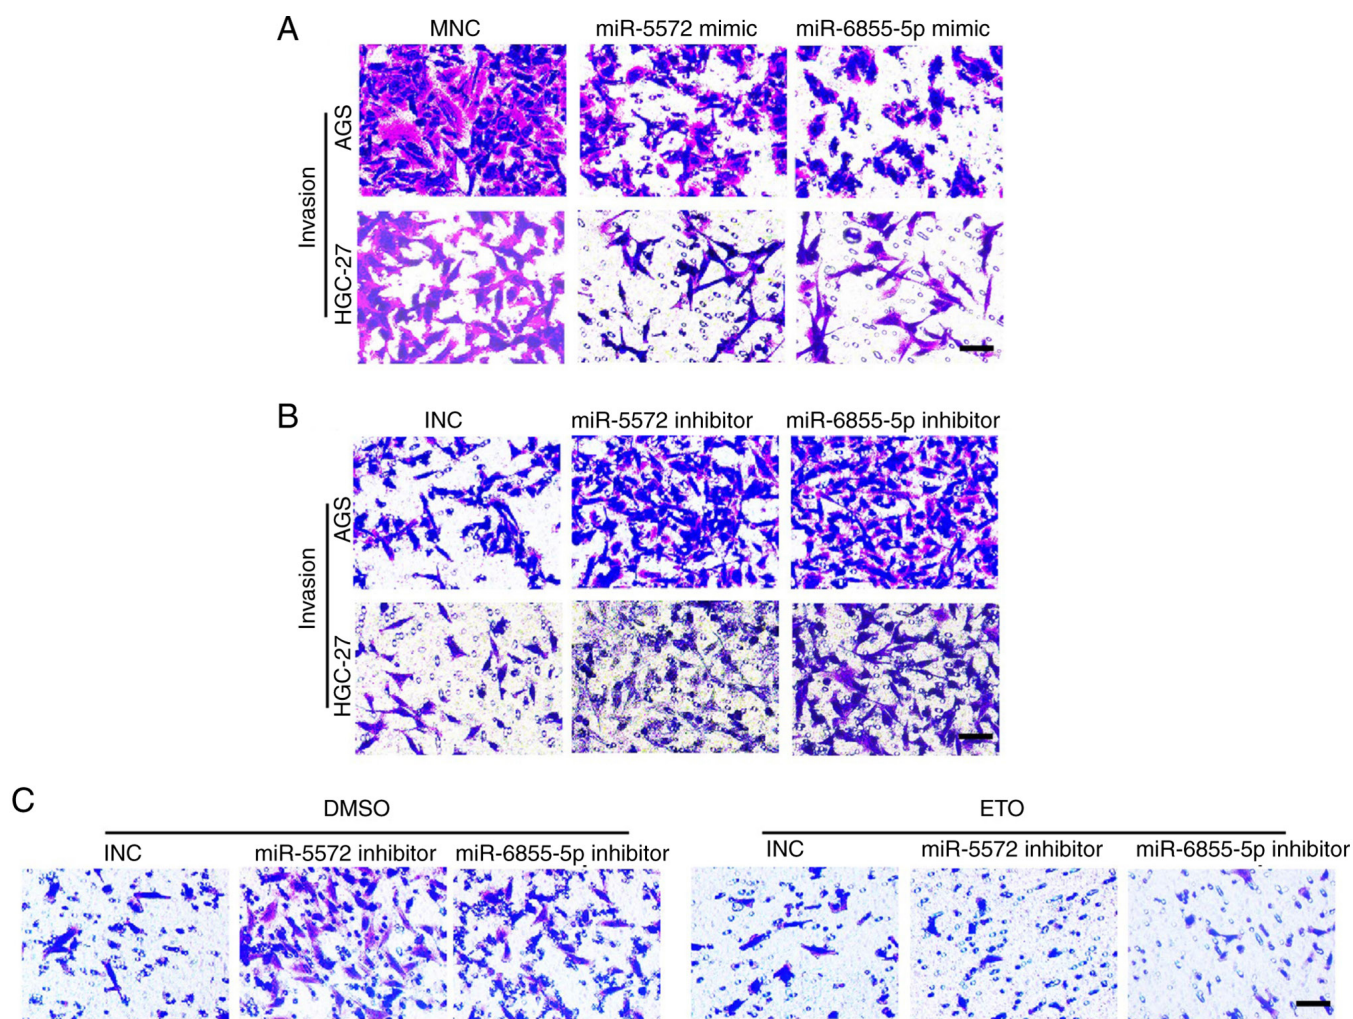 A
MNC miR-5572 mimic miR-6855-5p mimic
Invasion
AGS
HGC-27
B
INC miR-5572 inhibitor miR-6855-5p inhibitor
Invasion
AGS
HGC-27
C
DMSO ETO
INC miR-5572 inhibitor miR-6855-5p inhibitor INC miR-5572 inhibitor miR-6855-5p inhibitor